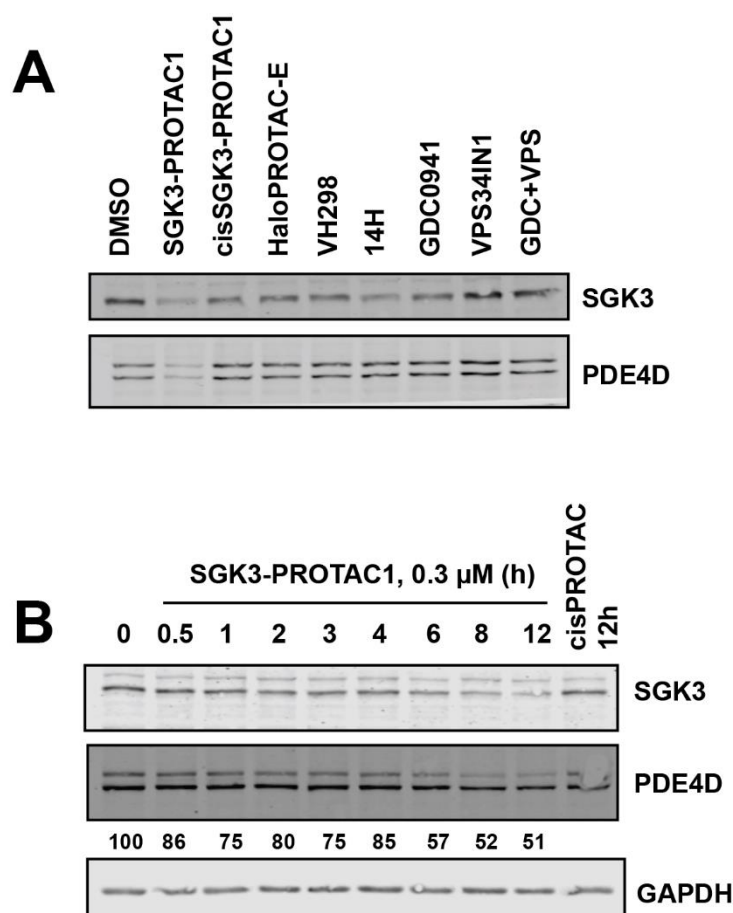 A
DMSO
SGK3-PROTAC1
cisSGK3-PROTAC1
HaloPROTAC-E
VH298
14H
GDC0941
VPS34IN1
GDC+VPS
SGK3
PDE4D
B
SGK3-PROTAC1, 0.3 µM (h)
cisPROTAC
12h
0 0.5 1 2 3 4 6 8 12
SGK3
PDE4D
100 86 75 80 75 85 57 52 51
GAPDH